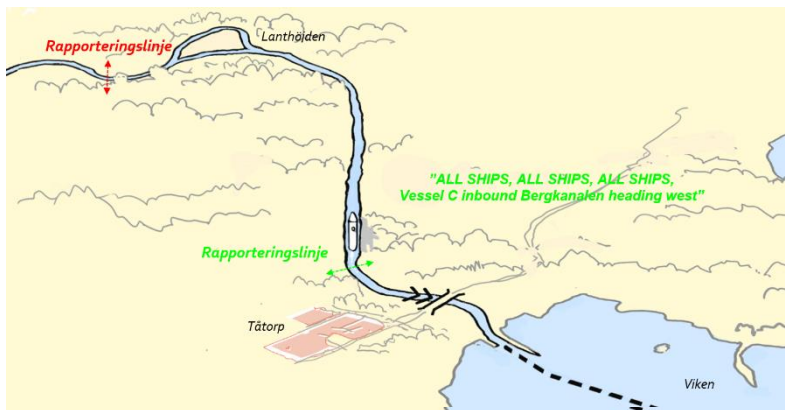 Lanthöjden
Rapporteringslinje
"ALL SHIPS, ALL SHIPS, ALL SHIPS,
Vessel C inbound Bergkanalen heading west"
Rapporteringslinje
Tåtorp
Viken